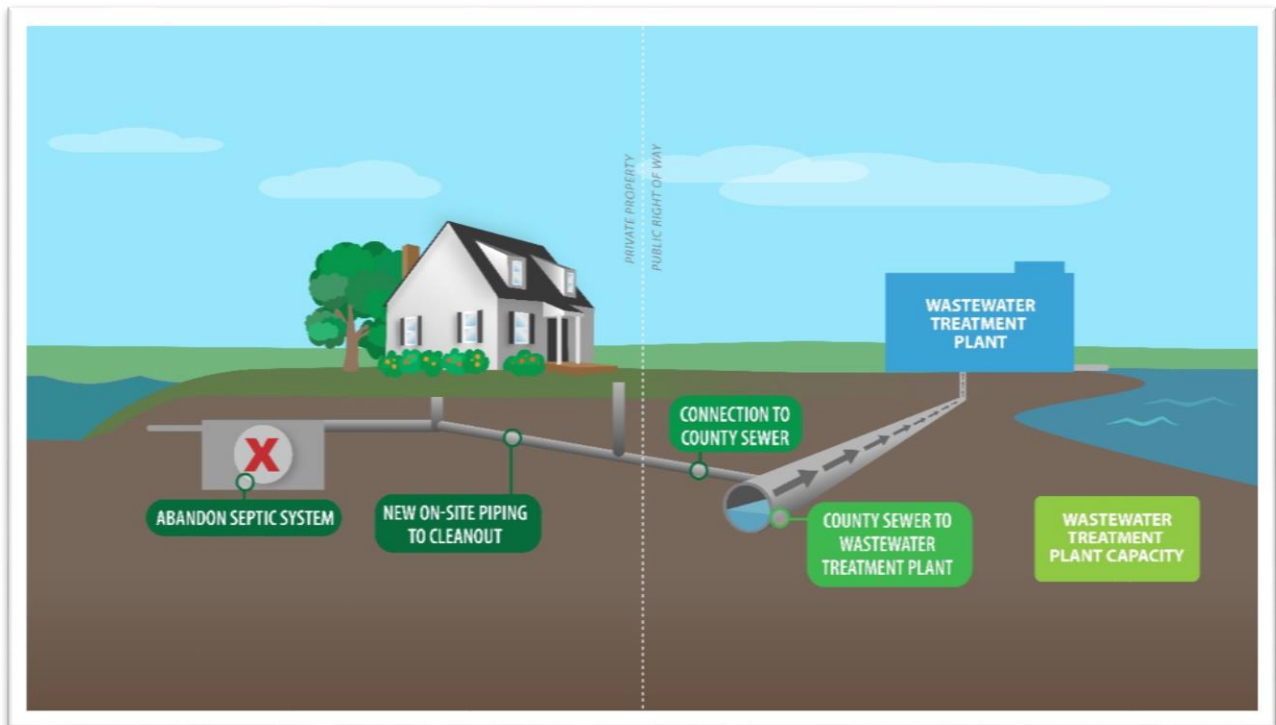 PRIVATE PROPERTY
PUBLIC RIGHT OF WAY
WASTEWATER
TREATMENT
PLANT
CONNECTION TO
COUNTY SEWER
X
ABANDON SEPTIC SYSTEM
NEW ON-SITE PIPING
TO CLEANOUT
COUNTY SEWER TO
WASTEWATER
TREATMENT PLANT
WASTEWATER
TREATMENT
PLANT CAPACITY